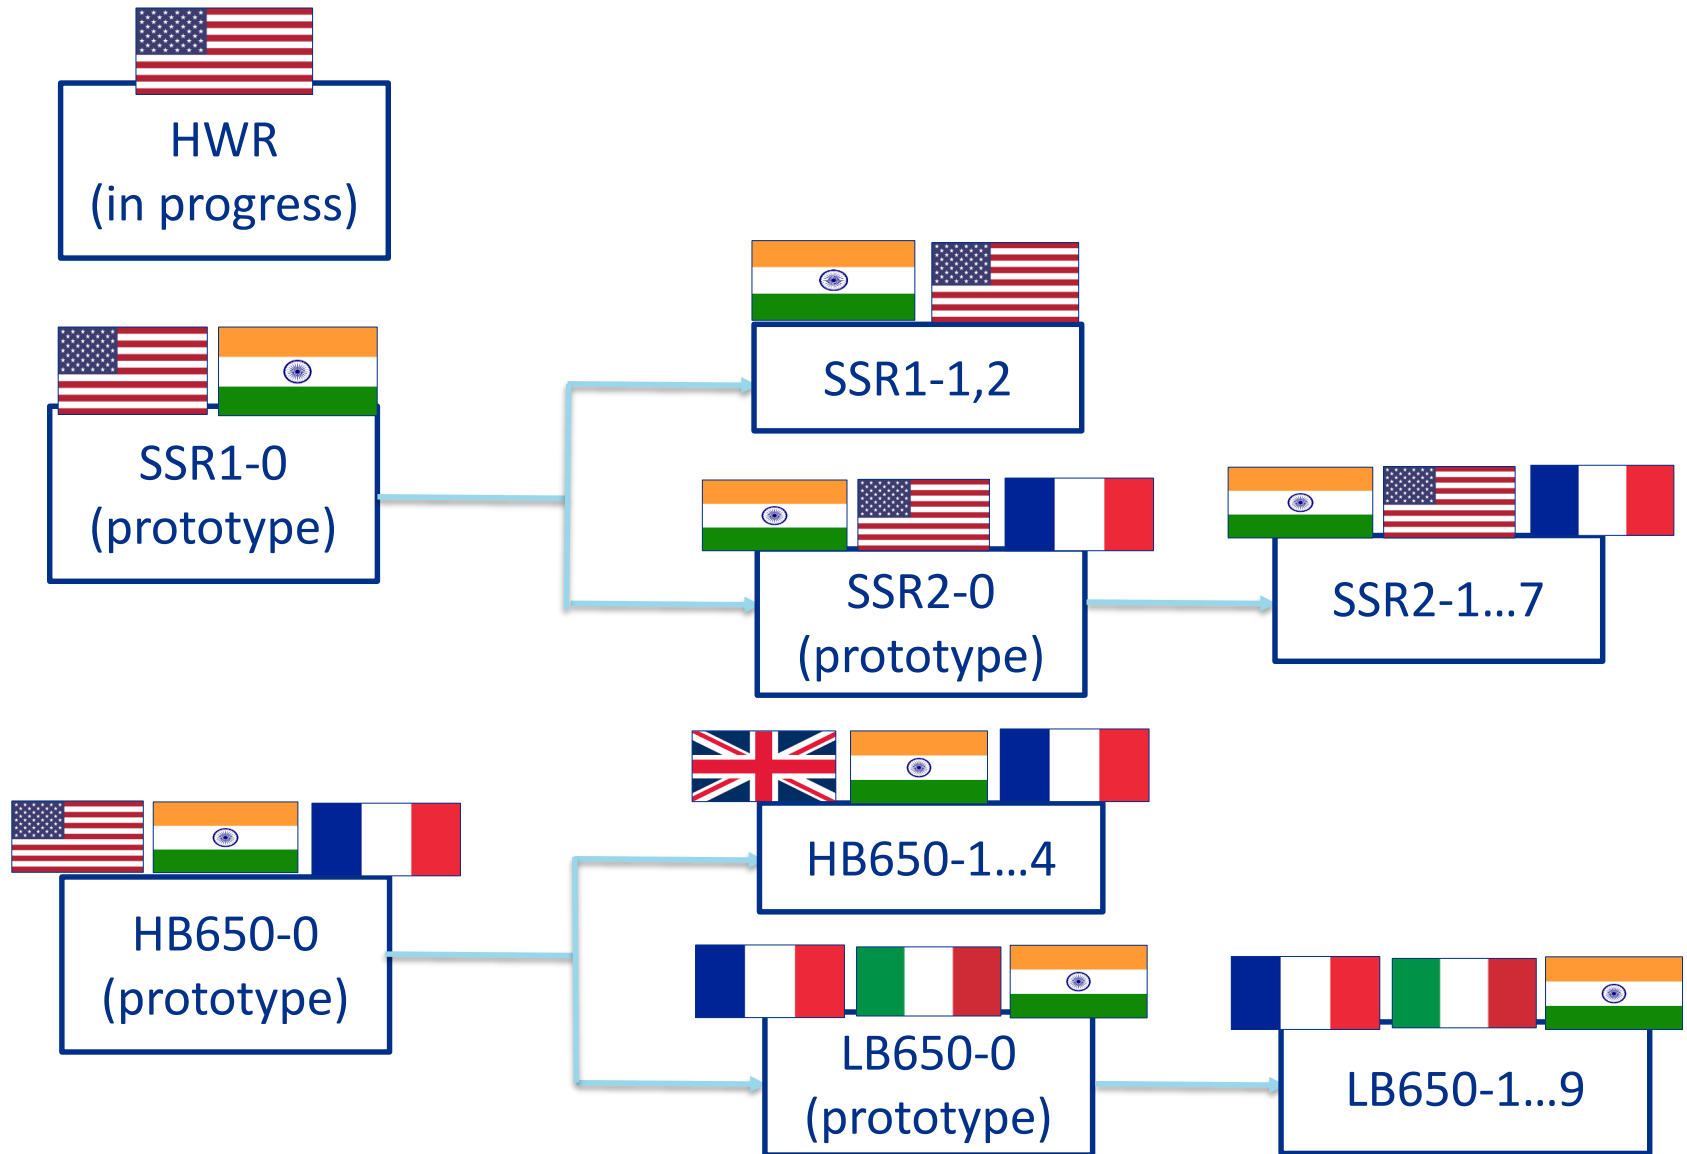 HWR
(in progress)
SSR1-0
(prototype)
SSR1-1,2
SSR2-0
(prototype)
SSR2-1...7
HB650-0
(prototype)
HB650-1...4
LB650-0
(prototype)
LB650-1...9